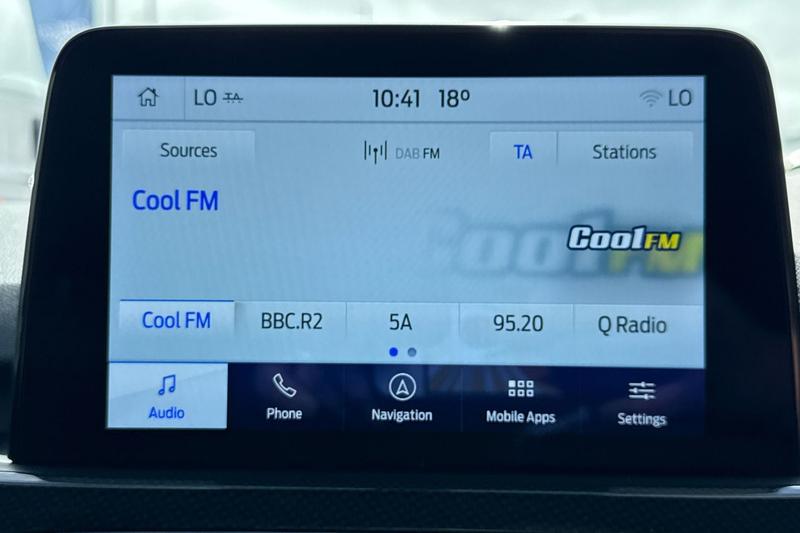 LO TA 10:41 18º LO
Sources DAB FM TA Stations
Cool FM
Cool FM
Cool FM BBC.R2 5A 95.20 Q Radio
Audio Phone Navigation Mobile Apps Settings